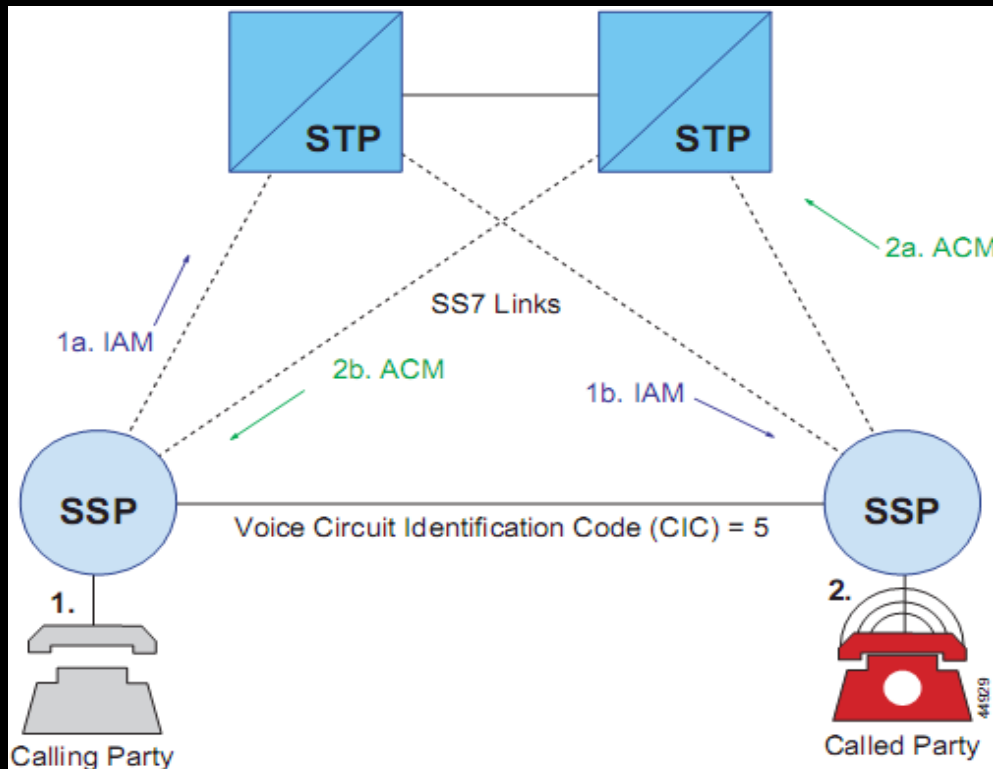 STP
STP
2a. ACM
SS7 Links
1a. IAM
2b. ACM
1b. IAM
SSP
SSP
Voice Circuit Identification Code (CIC) = 5
1.
2.
44929
Calling Party
Called Party